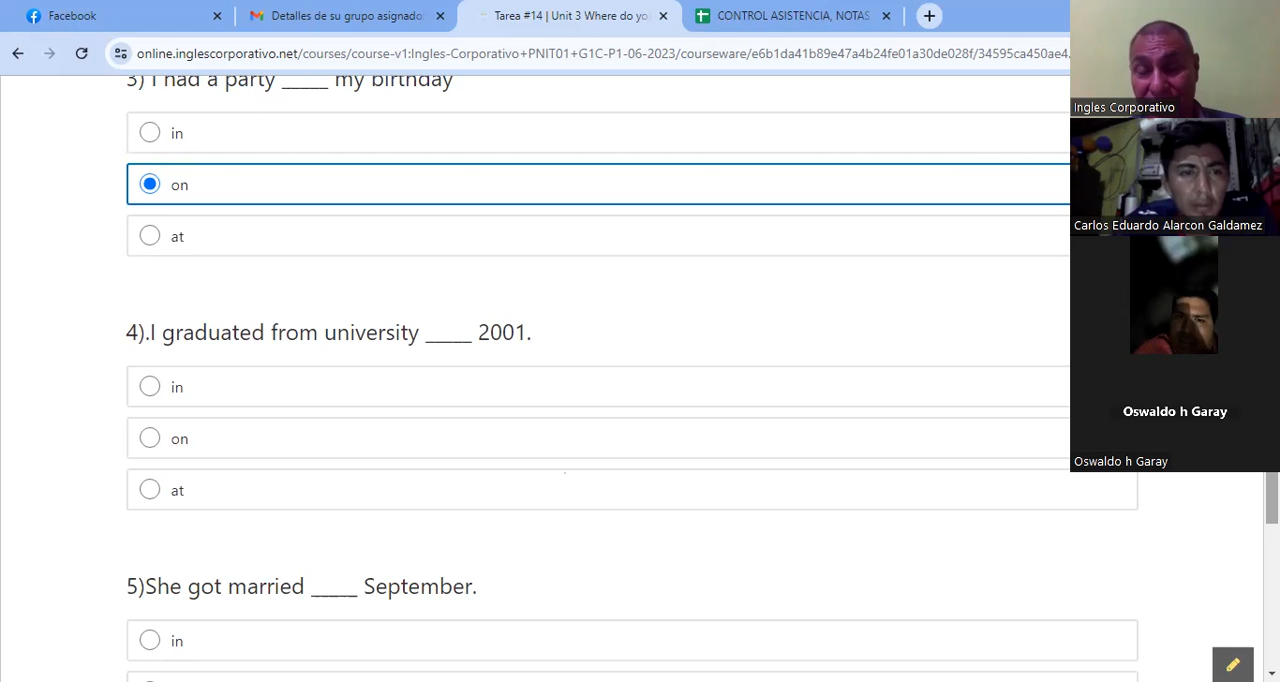 Facebook
Detalles de su grupo asignado
Tarea #14 | Unit 3 Where do yo
CONTROL ASISTENCIA, NOTAS
online.inglescorporativo.net/courses/course-v1:Ingles-Corporativo+PNIT01+G1C-P1-06-2023/courseware/e6b1da41b89e47a4b24fe01a30de028f/34595ca450ae4
3) I had a party _____ my birthday
in
on
at
4).I graduated from university _____ 2001.
in
on
at
5)She got married _____ September.
in
Ingles Corporativo
Carlos Eduardo Alarcon Galdamez
Oswaldo h Garay
Oswaldo h Garay